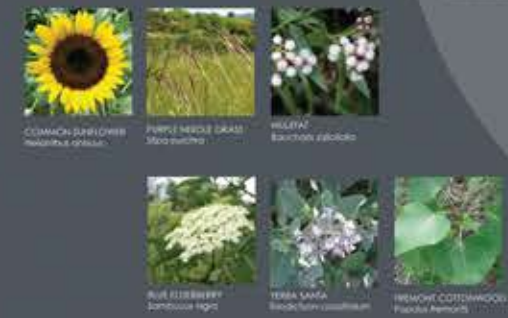 COMMON SUNFLOWER
Helianthus annuus
PURPLE NEEDLE GRASS
Stipa pulchra
MULEFAT
Baccharis salicifolia
BLUE ELDERBERRY
Sambucus nigra
YERBA SANTA
Eriodictyon crassifolium
FREMONT COTTONWOOD
Populus fremontii